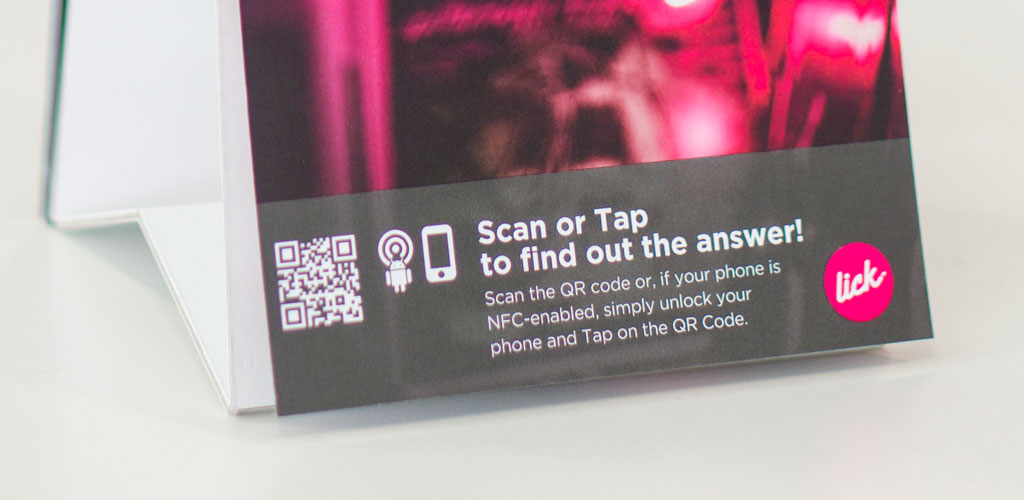 Scan or Tap
to find out the answer!
Scan the QR code or, if your phone is
NFC-enabled, simply unlock your
phone and Tap on the QR Code.
lick